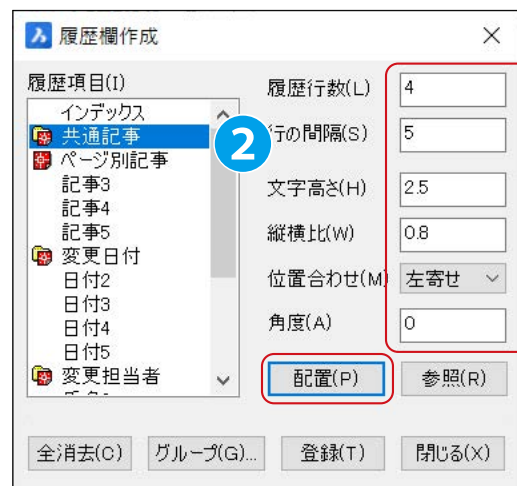 履歴欄作成
履歴項目(I)
インデックス
共通記事
ページ別記事
記事3
記事4
記事5
変更日付
日付2
日付3
日付4
日付5
変更担当者
2
履歴行数(L) 4
行の間隔(S) 5
文字高さ(H) 2.5
縦横比(W) 0.8
位置合わせ(M) 左寄せ
角度(A) 0
配置(P) 参照(R)
全消去(C) グループ(G)... 登録(T) 閉じる(X)